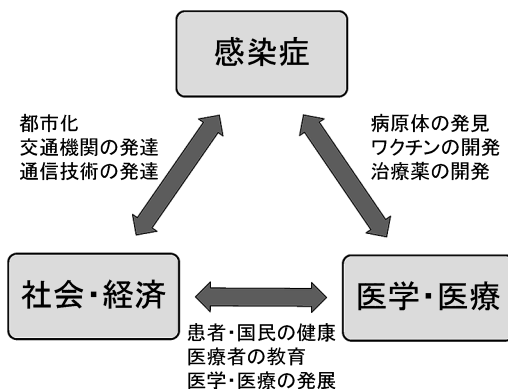 感染症
都市化
交通機関の発達
通信技術の発達
病原体の発見
ワクチンの開発
治療薬の開発
社会・経済
医学・医療
患者・国民の健康
医療者の教育
医学・医療の発展